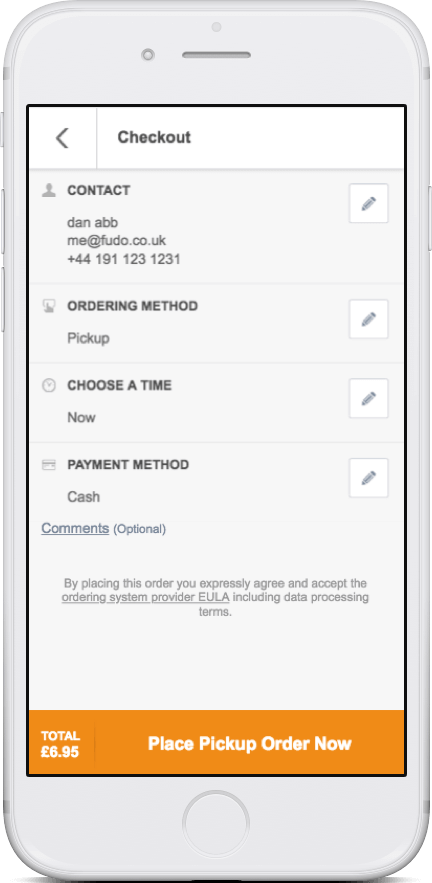 Checkout
CONTACT
dan abb
me@fudo.co.uk
+44 191 123 1231
ORDERING METHOD
Pickup
CHOOSE A TIME
Now
PAYMENT METHOD
Cash
Comments (Optional)
By placing this order you expressly agree and accept the
ordering system provider EULA including data processing
terms.
TOTAL
£6.95
Place Pickup Order Now